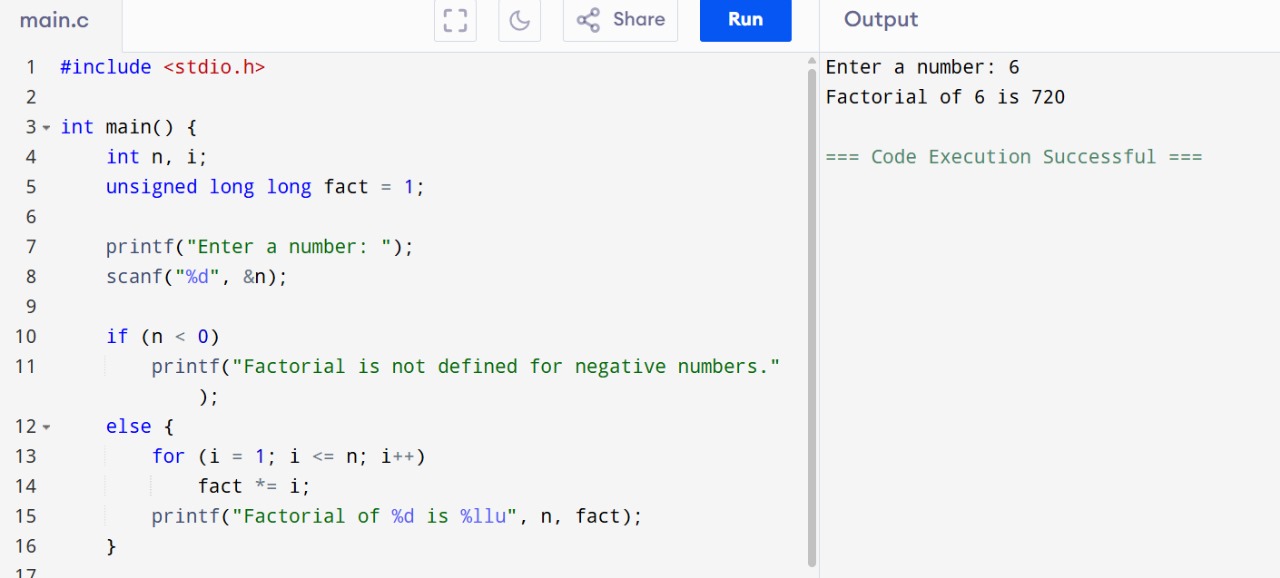 main.c
Share
Run
Output
1 #include <stdio.h>
2
3 int main() {
4     int n, i;
5     unsigned long long fact = 1;
6
7     printf("Enter a number: ");
8     scanf("%d", &n);
9
10     if (n < 0)
11         printf("Factorial is not defined for negative numbers."
            );
12     else {
13         for (i = 1; i <= n; i++)
14             fact *= i;
15         printf("Factorial of %d is %llu", n, fact);
16     }
17
Enter a number: 6
Factorial of 6 is 720
=== Code Execution Successful ===